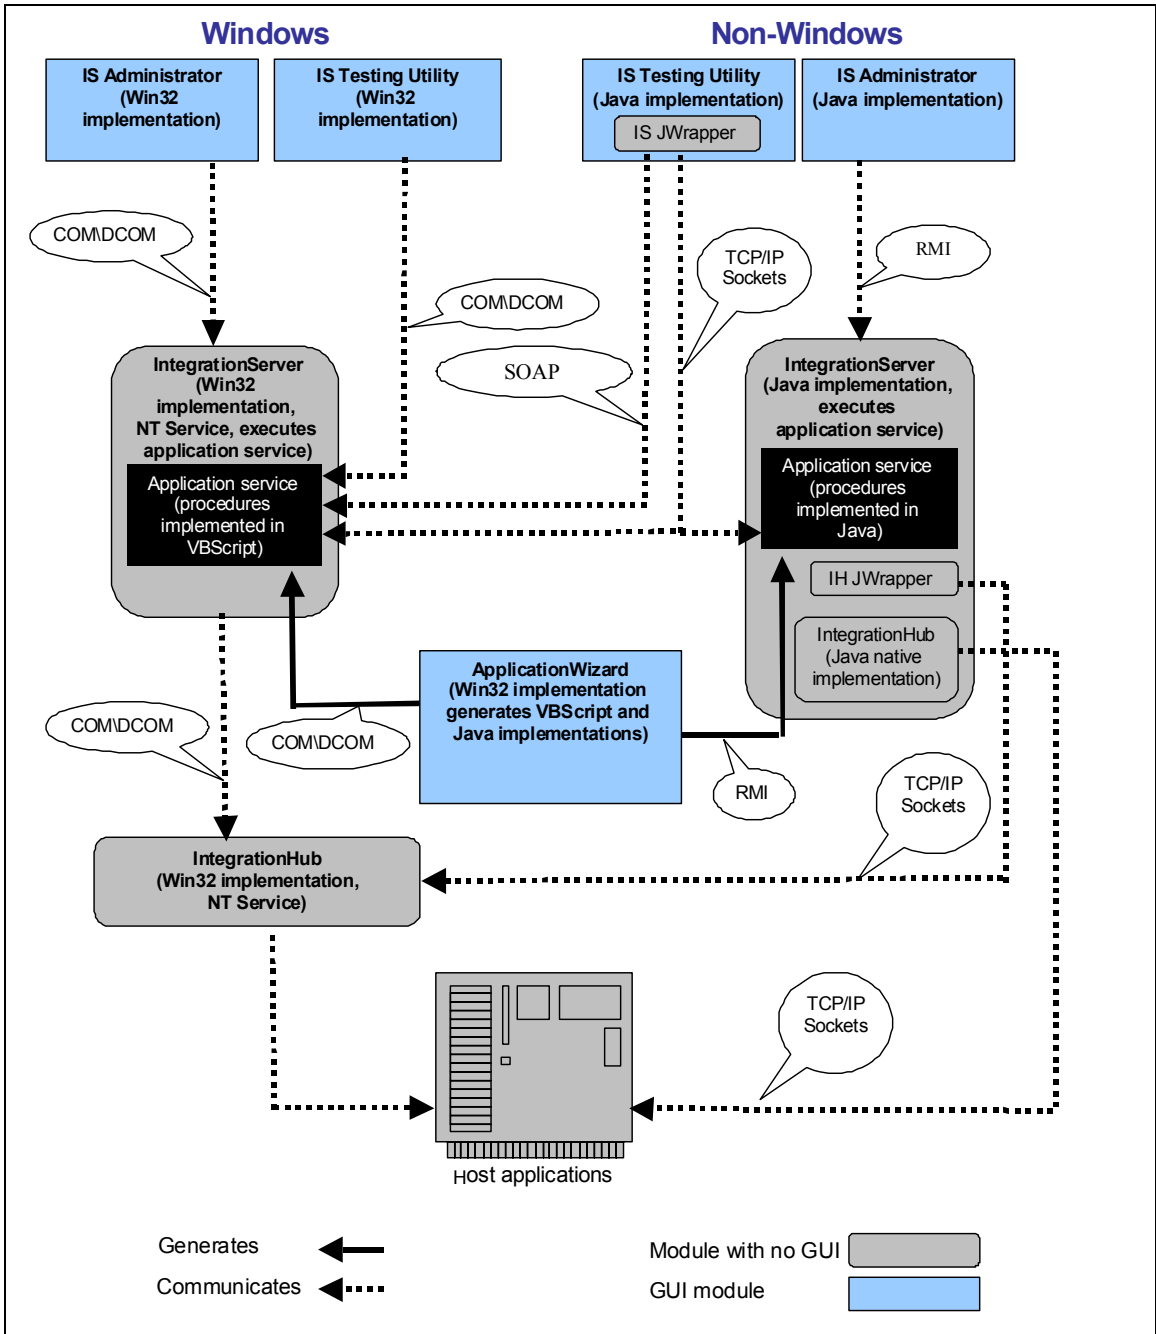 Windows
Non-Windows
IS Administrator
(Win32
implementation)
IS Testing Utility
(Win32
implementation)
IS Testing Utility
(Java implementation)
IS JWrapper
IS Administrator
(Java implementation)
COM\DCOM
COM\DCOM
TCP/IP
Sockets
RMI
SOAP
IntegrationServer
(Win32
implementation,
NT Service, executes
application service)
Application service
(procedures
implemented in
VBScript)
IntegrationServer
(Java implementation,
executes
application service)
Application service
(procedures
implemented in
Java)
IH JWrapper
IntegrationHub
(Java native
implementation)
ApplicationWizard
(Win32 implementation
generates VBScript and
Java implementations)
COM\DCOM
COM\DCOM
RMI
TCP/IP
Sockets
IntegrationHub
(Win32 implementation,
NT Service)
TCP/IP
Sockets
Host applications
Generates
Communicates
Module with no GUI
GUI module